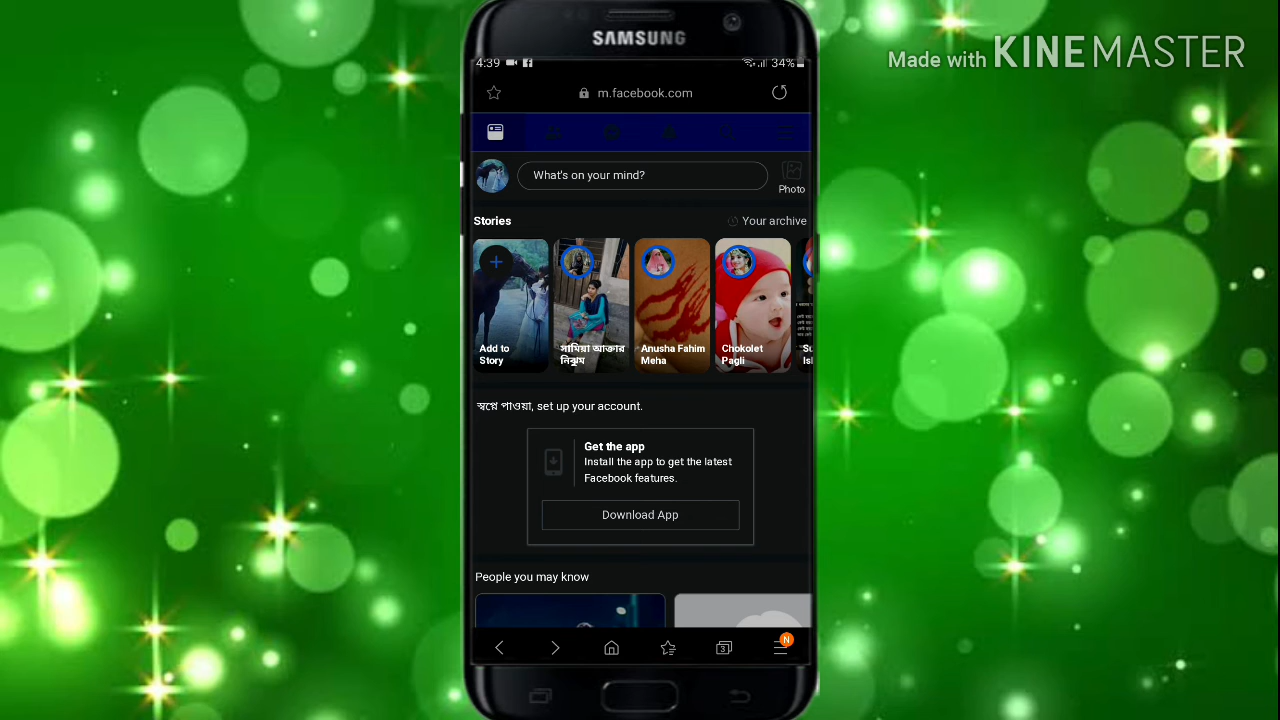 Made with KINEMASTER
SAMSUNG
4:39
34%
m.facebook.com
What's on your mind?
Photo
Stories
Your archive
Add to
Story
সামিয়া আক্তার
নিঝুম
Anusha Fahim
Meha
Chokolet
Pagli
স্বপ্নে পাওয়া, set up your account.
Get the app
Install the app to get the latest
Facebook features.
Download App
People you may know
3
N